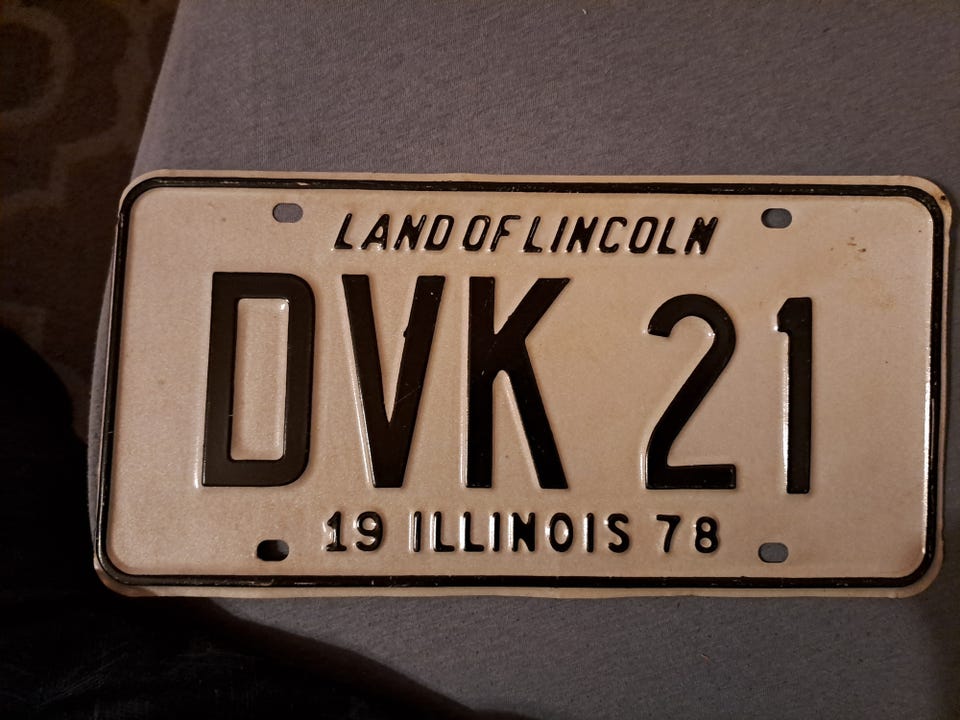 LAND OF LINCOLN
DVK 21
19 ILLINOIS 78